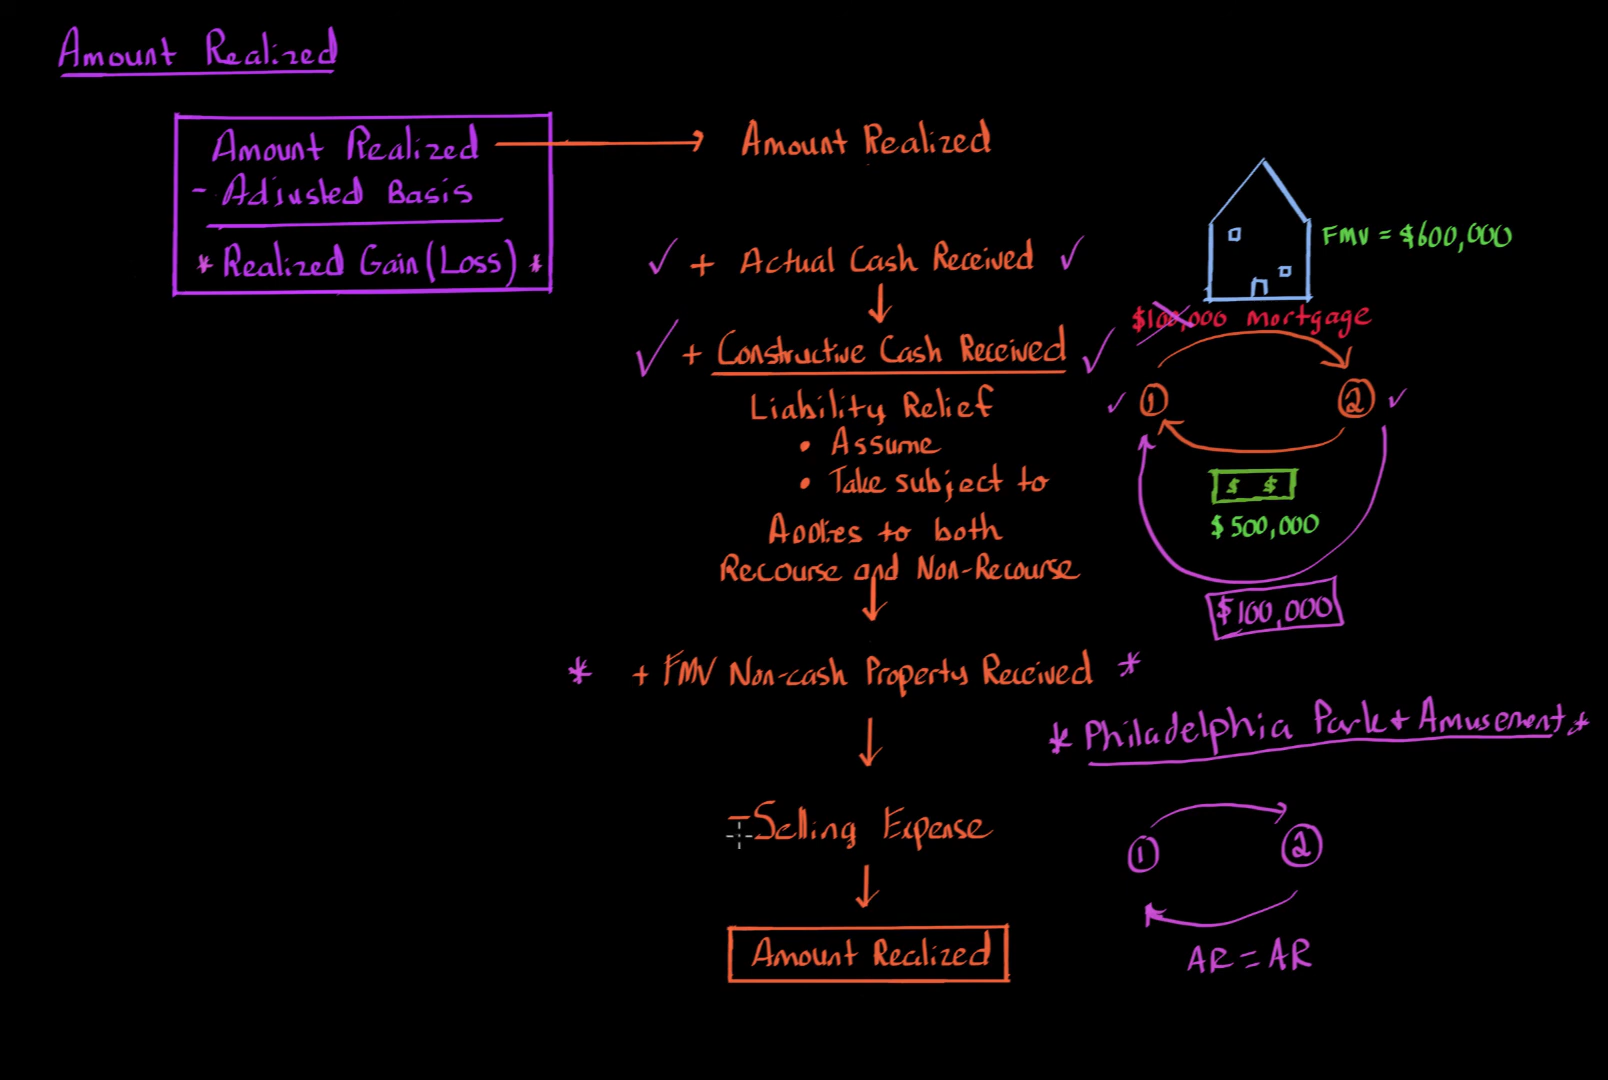 Amount Realized
Amount Realized
- Adjusted Basis
* Realized Gain (Loss) *
Amount Realized
+ Actual Cash Received
+ Constructive Cash Received
Liability Relief
• Assume
• Take subject to
Applies to both
Recourse and Non-Recourse
+ FMV Non-cash Property Received
* *
- Selling Expense
Amount Realized
FMV = $600,000
$100,000 mortgage
1 2
$ $
$500,000
$100,000
* Philadelphia Park + Amusement *
1 2
AR = AR